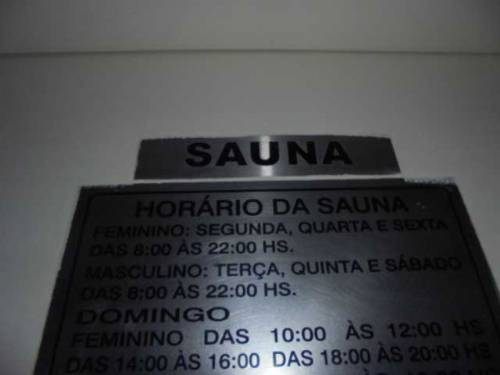 SAUNA
HORÁRIO DA SAUNA
FEMININO: SEGUNDA, QUARTA E SEXTA
DAS 8:00 ÀS 22:00 HS.
MASCULINO: TERÇA, QUINTA E SÁBADO
DAS 8:00 ÀS 22:00 HS.
DOMINGO
FEMININO DAS 10:00 ÀS 12:00 HS
DAS 14:00 ÀS 16:00 DAS 18:00 ÀS 20:00 HS